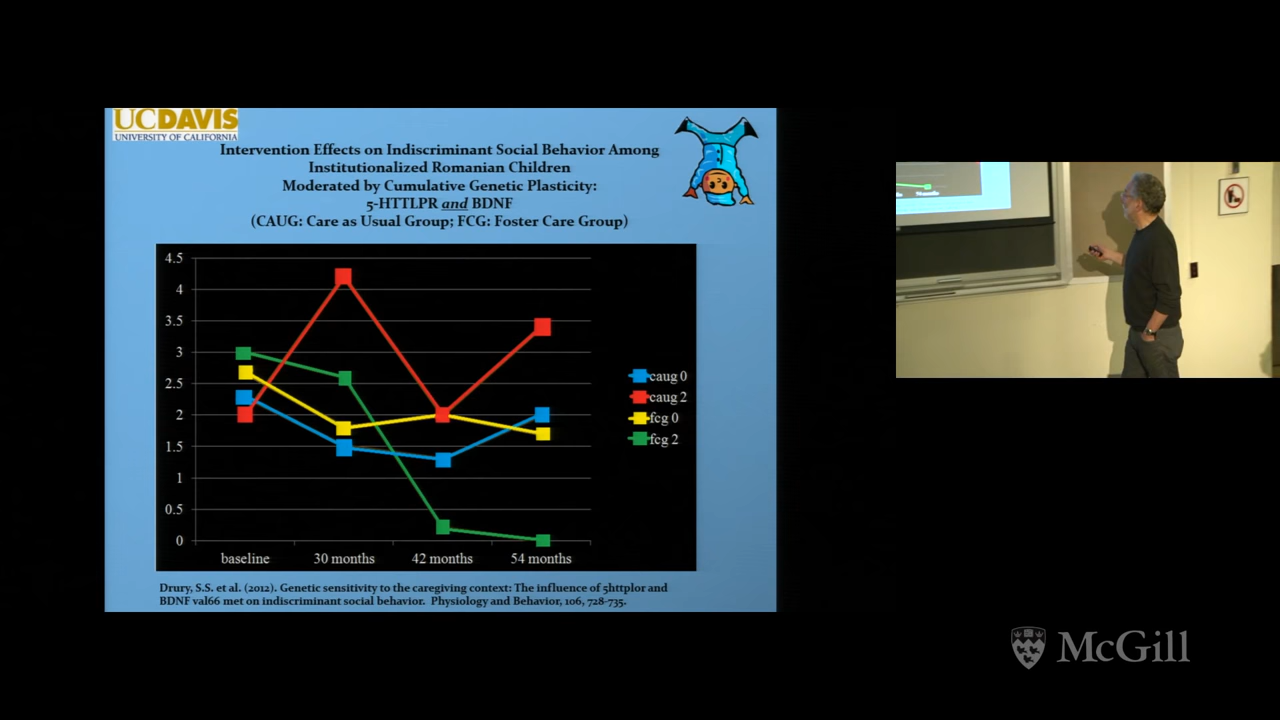 UCDAVIS
UNIVERSITY OF CALIFORNIA
Intervention Effects on Indiscriminant Social Behavior Among
Institutionalized Romanian Children
Moderated by Cumulative Genetic Plasticity:
5-HTTLPR and BDNF
(CAUG: Care as Usual Group; FCG: Foster Care Group)
4.5
4
3.5
3
2.5
2
1.5
1
0.5
0
baseline 30 months 42 months 54 months
caug 0
caug 2
fcg 0
fcg 2
Drury, S.S. et al. (2012). Genetic sensitivity to the caregiving context: The influence of 5httplor and
BDNF val66 met on indiscriminant social behavior. Physiology and Behavior, 106, 728-735.
McGill